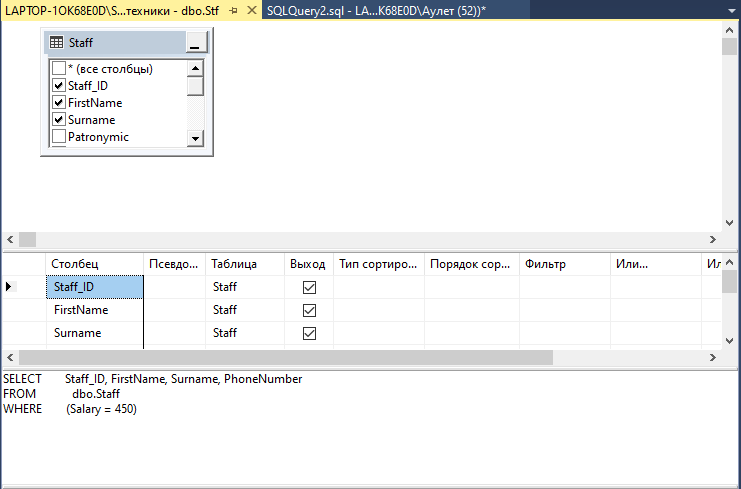 LAPTOP-1OK68E0D\S...техники - dbo.Stf SQLQuery2.sql - LA...K68E0D\Аулет (52))*
Staff
* (все столбцы)
Staff_ID
FirstName
Surname
Patronymic
Столбец Псевдо... Таблица Выход Тип сортиро... Порядок сор... Фильтр Или... Ил
Staff_ID Staff
FirstName Staff
Surname Staff
SELECT Staff_ID, FirstName, Surname, PhoneNumber
FROM dbo.Staff
WHERE (Salary = 450)